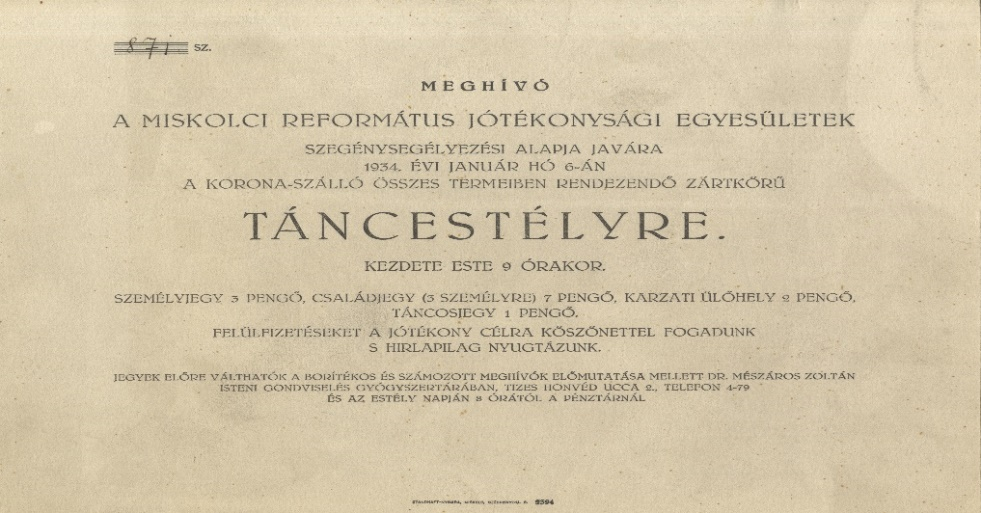 871 SZ.
MEGHÍVÓ
A MISKOLCI REFORMÁTUS JÓTÉKONYSÁGI EGYESÜLETEK
SZEGÉNYSEGÉLYEZÉSI ALAPJA JAVÁRA
1934. ÉVI JANUÁR HÓ 6-ÁN
A KORONA-SZÁLLÓ ÖSSZES TERMEIBEN RENDEZENDŐ ZÁRTKÖRŰ
TÁNCESTÉLYRE.
KEZDETE ESTE 9 ÓRAKOR.
SZEMÉLYJEGY 3 PENGŐ, CSALÁDJEGY (3 SZEMÉLYRE) 7 PENGŐ, KARZATI ÜLŐHELY 2 PENGŐ,
TÁNCOSJEGY 1 PENGŐ.
FELÜLFIZETÉSEKET A JÓTÉKONY CÉLRA KÖSZÖNETTEL FOGADUNK
S HIRLAPILAG NYUGTÁZUNK.
JEGYEK ELŐRE VÁLTHATÓK A BORÍTÉKOS ÉS SZÁMOZOTT MEGHÍVÓK ELŐMUTATÁSA MELLETT DR. MÉSZÁROS ZOLTÁN
ISTENI GONDVISELÉS GYÓGYSZERTÁRÁBAN, TIZES HONVÉD UCCA 2., TELEFON 4-79
ÉS AZ ESTÉLY NAPJÁN 8 ÓRÁTÓL A PÉNZTÁRNÁL